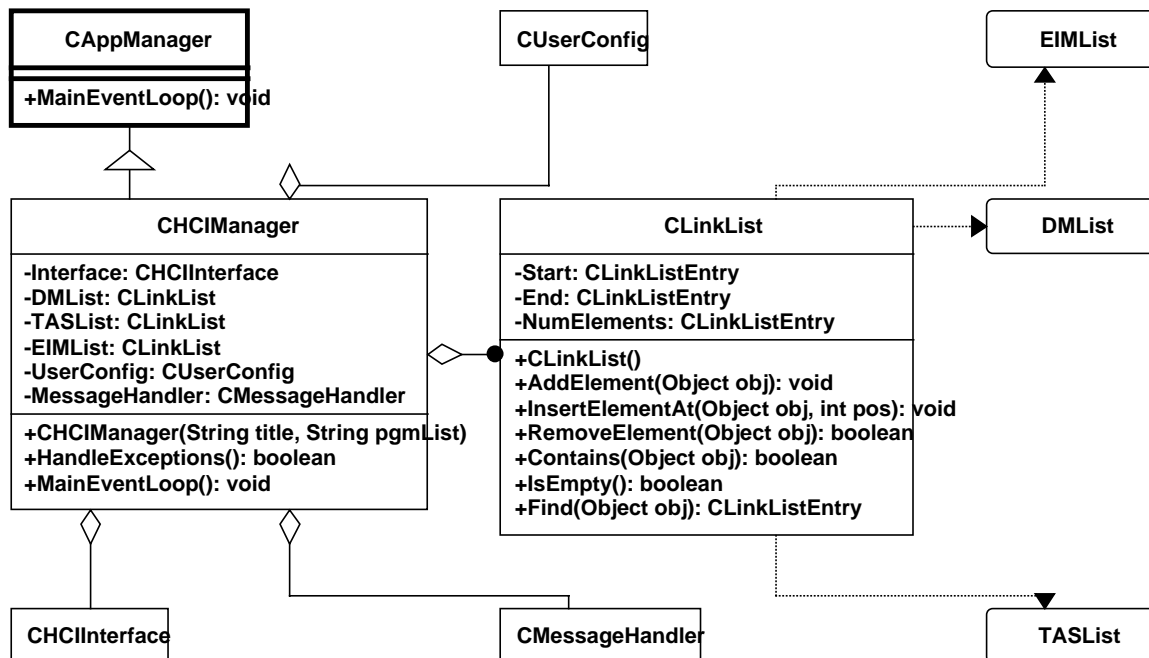 CAppManager
+MainEventLoop(): void
CUserConfig
EIMList
CHCIManager
-Interface: CHCIInterface
-DMList: CLinkList
-TASList: CLinkList
-EIMList: CLinkList
-UserConfig: CUserConfig
-MessageHandler: CMessageHandler
+CHCIManager(String title, String pgmList)
+HandleExceptions(): boolean
+MainEventLoop(): void
CLinkList
-Start: CLinkListEntry
-End: CLinkListEntry
-NumElements: CLinkListEntry
+CLinkList()
+AddElement(Object obj): void
+InsertElementAt(Object obj, int pos): void
+RemoveElement(Object obj): boolean
+Contains(Object obj): boolean
+IsEmpty(): boolean
+Find(Object obj): CLinkListEntry
DMList
CHCIInterface
CMessageHandler
TASList